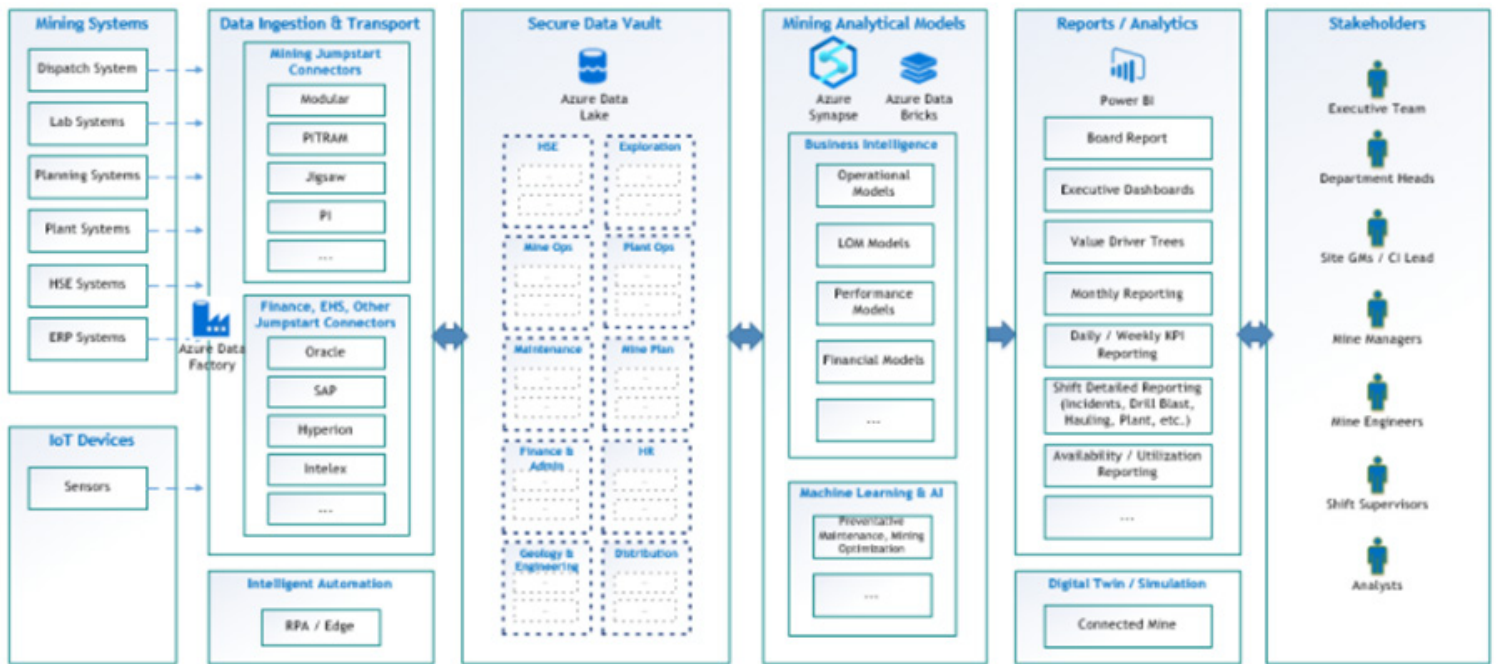 Mining Systems
Dispatch System
Lab Systems
Planning Systems
Plant Systems
HSE Systems
ERP Systems
IoT Devices
Sensors
Data Ingestion & Transport
Mining Jumpstart
Connectors
Modular
PITRAM
Jigsaw
PI
...
Azure Data
Factory
Finance, EHS, Other
Jumpstart Connectors
Oracle
SAP
Hyperion
Intelex
...
Intelligent Automation
RPA / Edge
Secure Data Vault
Azure Data
Lake
HSE
Exploration
Mine Ops
Plant Ops
Maintenance
Mine Plan
Finance &
Admin
HR
Geology &
Engineering
Distribution
Mining Analytical Models
Azure
Synapse
Azure Data
Bricks
Business Intelligence
Operational
Models
LOM Models
Performance
Models
Financial Models
...
Machine Learning & AI
Preventative
Maintenance, Mining
Optimization
...
Reports / Analytics
Power BI
Board Report
Executive Dashboards
Value Driver Trees
Monthly Reporting
Daily / Weekly KPI
Reporting
Shift Detailed Reporting
(Incidents, Drill Blast,
Hauling, Plant, etc.)
Availability / Utilization
Reporting
...
Digital Twin / Simulation
Connected Mine
Stakeholders
Executive Team
Department Heads
Site GMs / CI Lead
Mine Managers
Mine Engineers
Shift Supervisors
Analysts